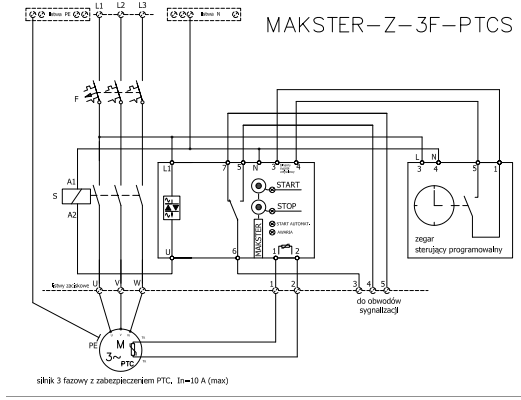 MAKSTER-Z-3F-PTCS
listwa PE
L1 L2 L3
listwa N
F
A1
S
A2
L1
7 5 N 3 4
START
STOP
START AUTOMAT.
AWARIA
MAKSTER
U
6
1 2
L N
3 4 5 1
zegar
sterujący programowalny
listwy zaciskowe
U V W
1 2 3 4 5
do obwodów
sygnalizacji
PE
M
3~
PTC
silnik 3 fazowy z zabezpieczeniem PTC, In=10 A (max)